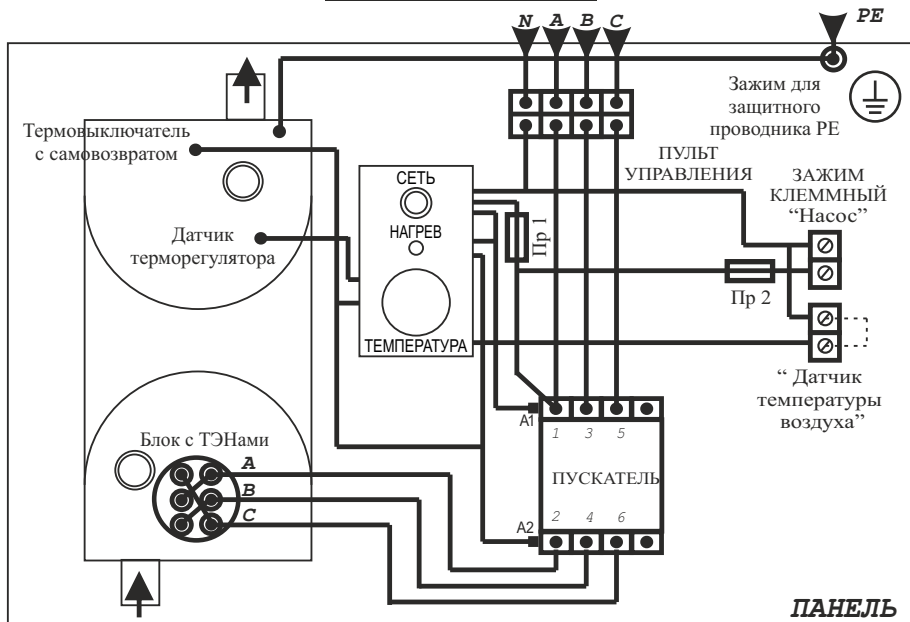 N A B C PE
Зажим для
защитного
проводника PE
Термовыключатель
с самовозвратом
ПУЛЬТ
УПРАВЛЕНИЯ
ЗАЖИМ
КЛЕММНЫЙ
“Насос”
СЕТЬ
НАГРЕВ
ТЕМПЕРАТУРА
Датчик
терморегулятора
Пр 1
Пр 2
“ Датчик
температуры
воздуха”
A1
1 3 5
ПУСКАТЕЛЬ
A2
2 4 6
Блок с ТЭНами
A
B
C
ПАНЕЛЬ